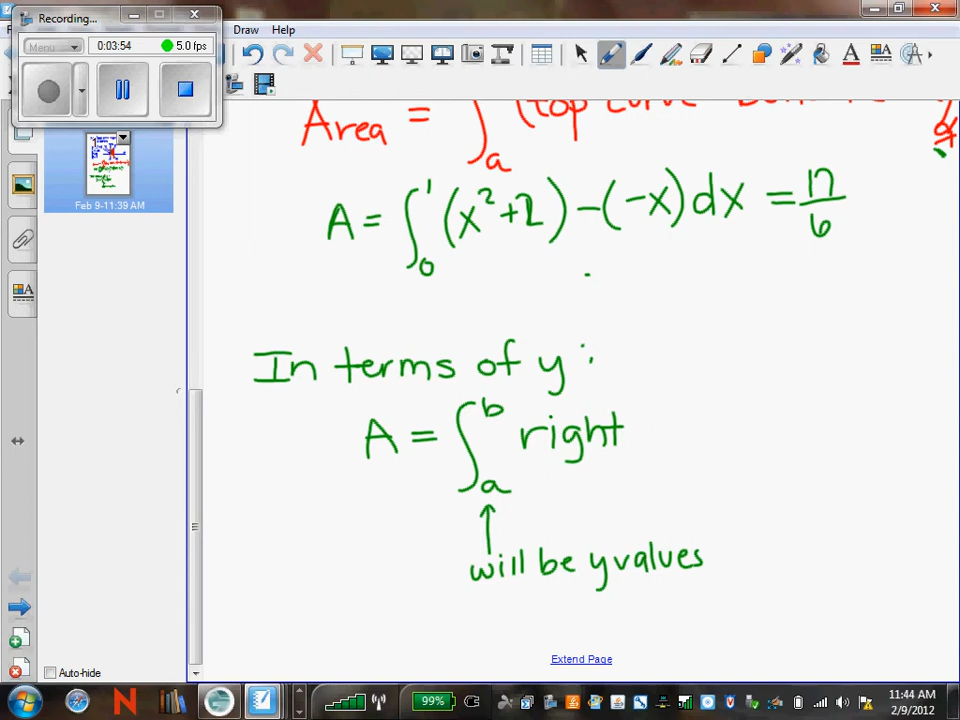 Recording...
Menu
0:03:54
5.0 fps
Draw Help
Feb 9-11:39 AM
Area = ∫a (top curve
A = ∫₀¹ (x²+2) - (-x) dx = 17/6
In terms of y:
A = ∫ₐᵇ right
↑
will be y values
Extend Page
Auto-hide
99%
11:44 AM
2/9/2012